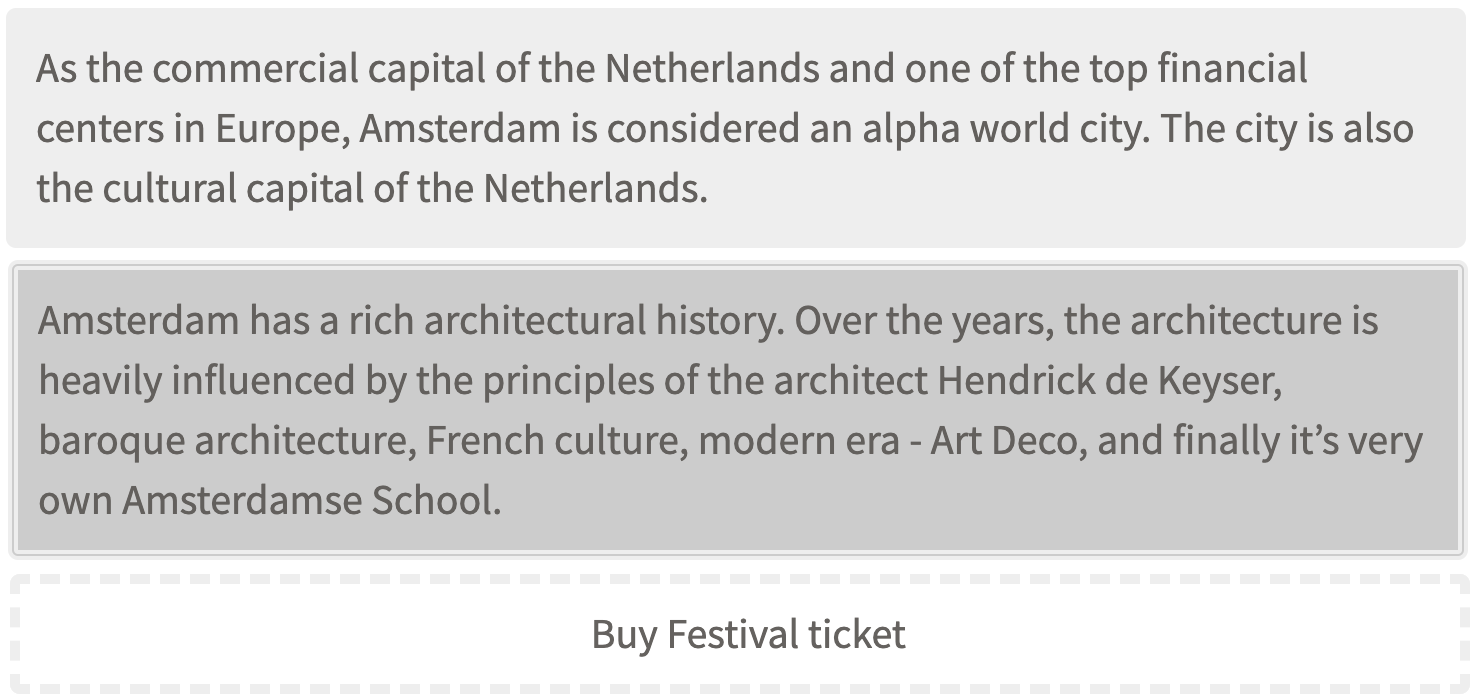 As the commercial capital of the Netherlands and one of the top financial
centers in Europe, Amsterdam is considered an alpha world city. The city is also
the cultural capital of the Netherlands.
Amsterdam has a rich architectural history. Over the years, the architecture is
heavily influenced by the principles of the architect Hendrick de Keyser,
baroque architecture, French culture, modern era - Art Deco, and finally it’s very
own Amsterdamse School.
Buy Festival ticket